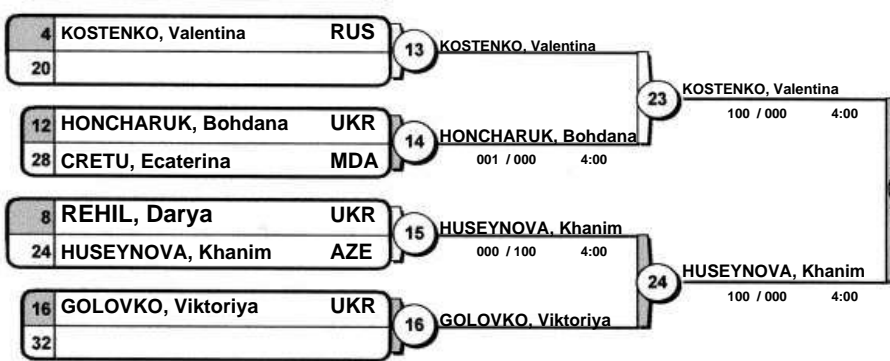 4 KOSTENKO, Valentina RUS
20
13
KOSTENKO, Valentina
12 HONCHARUK, Bohdana UKR
28 CRETU, Ecaterina MDA
14
HONCHARUK, Bohdana
001 / 000 4:00
23
KOSTENKO, Valentina
100 / 000 4:00
8 REHIL, Darya UKR
24 HUSEYNOVA, Khanim AZE
15
HUSEYNOVA, Khanim
000 / 100 4:00
16 GOLOVKO, Viktoriya UKR
32
16
GOLOVKO, Viktoriya
24
HUSEYNOVA, Khanim
100 / 000 4:00